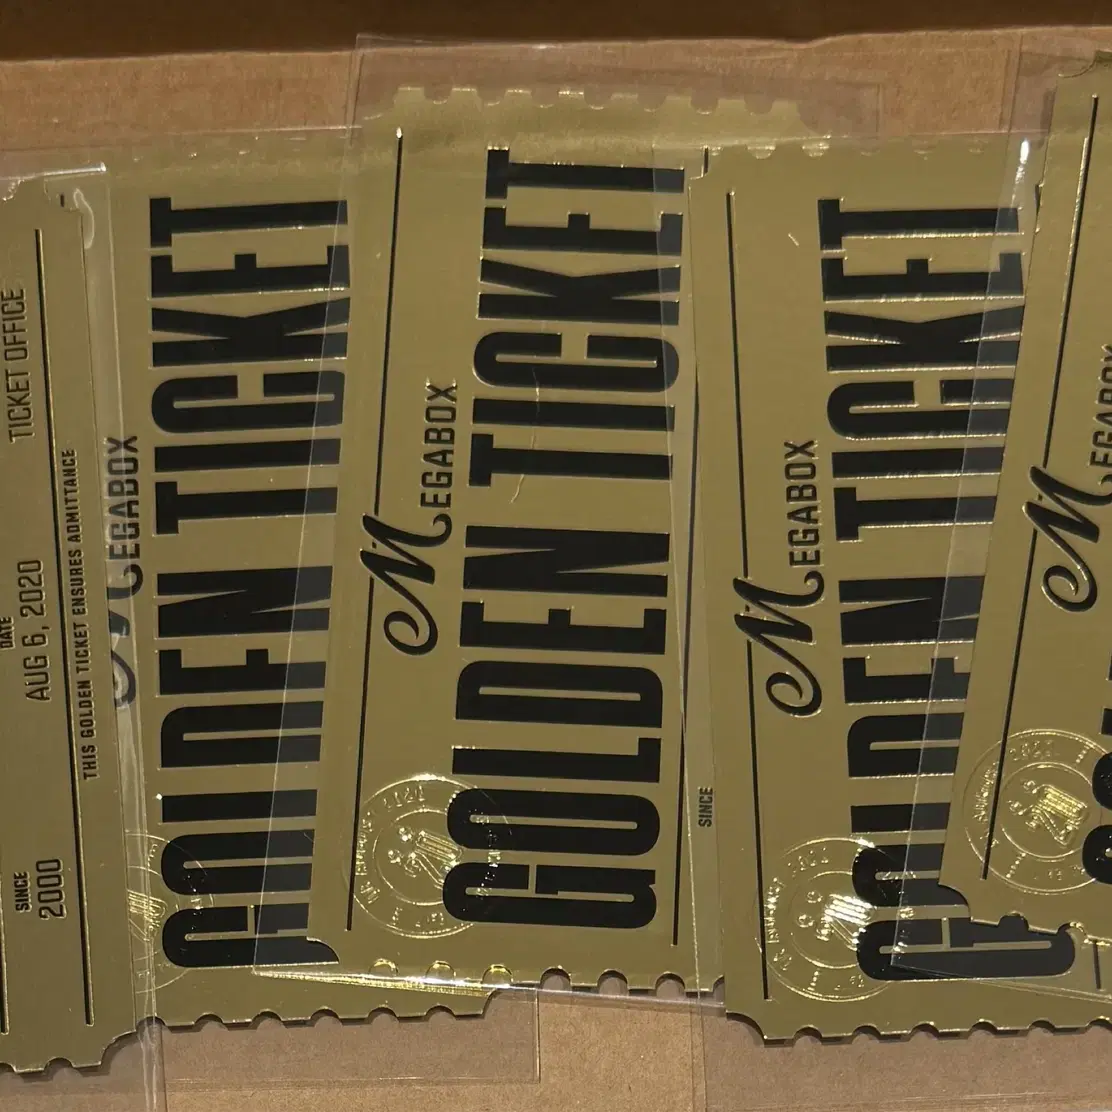 TICKET OFFICE
DATE
AUG 6, 2020
SINCE
2000
THIS GOLDEN TICKET ENSURES ADMITTANCE
MEGABOX
GOLDEN TICKET
MEGABOX
GOLDEN TICKET
SINCE
MEGABOX
GOLDEN TICKET
MEGABOX